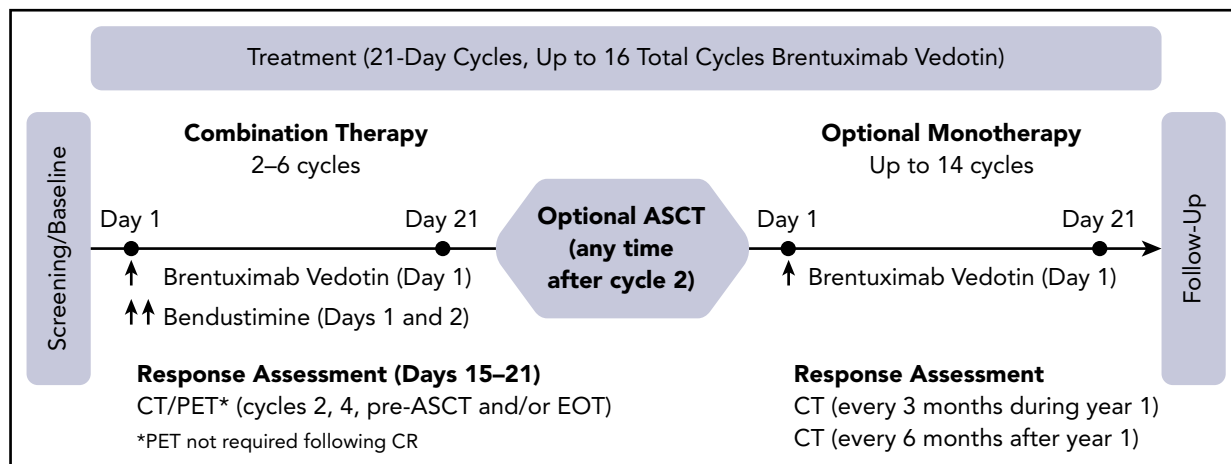 Treatment (21-Day Cycles, Up to 16 Total Cycles Brentuximab Vedotin)
Screening/Baseline
Combination Therapy
2–6 cycles
Day 1
Day 21
Brentuximab Vedotin (Day 1)
Bendustimine (Days 1 and 2)
Response Assessment (Days 15–21)
CT/PET* (cycles 2, 4, pre-ASCT and/or EOT)
*PET not required following CR
Optional ASCT
(any time
after cycle 2)
Optional Monotherapy
Up to 14 cycles
Day 1
Day 21
Brentuximab Vedotin (Day 1)
Response Assessment
CT (every 3 months during year 1)
CT (every 6 months after year 1)
Follow-Up